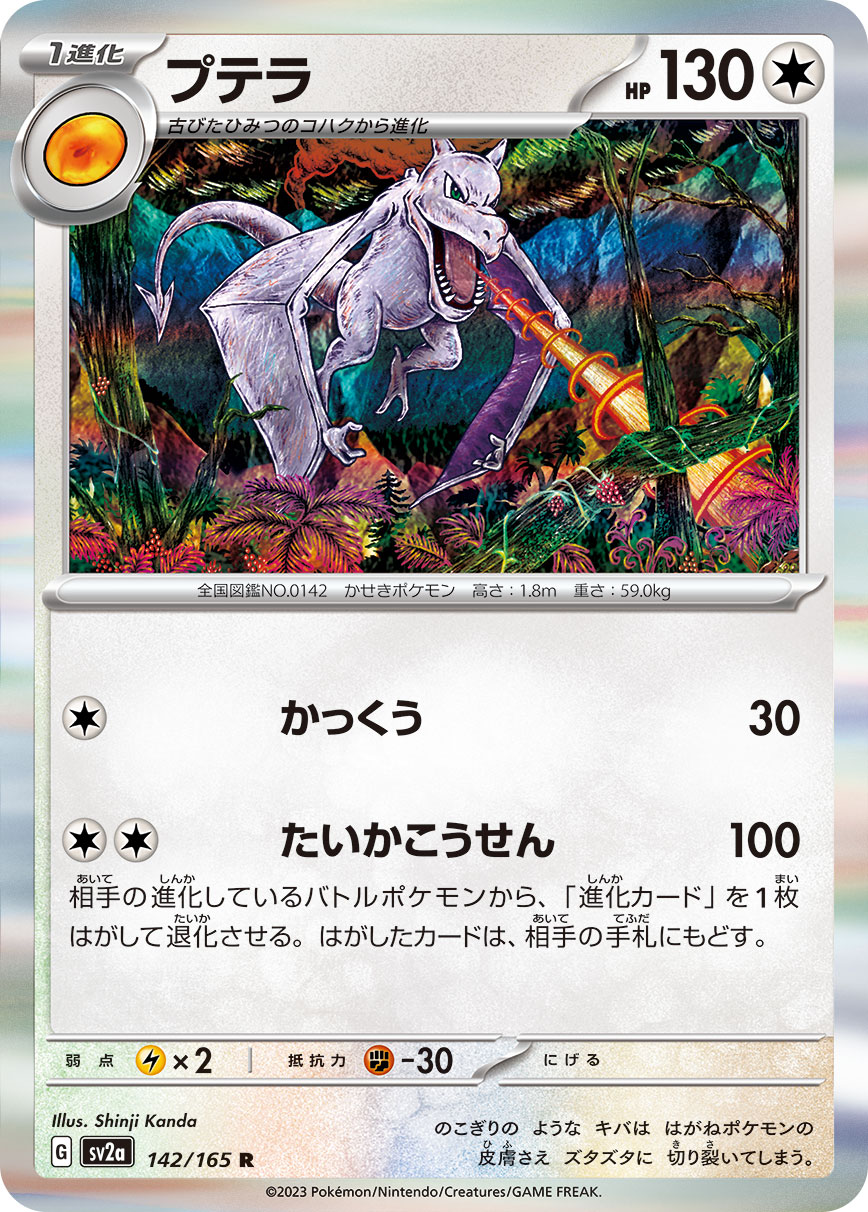 1進化
プテラ
HP 130
古びたひみつのコハクから進化
全国図鑑NO.0142 かせきポケモン 高さ：1.8m 重さ：59.0kg
かっくう 30
たいかこうせん 100
相手の進化しているバトルポケモンから、「進化カード」を1枚
はがして退化させる。はがしたカードは、相手の手札にもどす。
弱点 ×2 抵抗力 -30 にげる
Illus. Shinji Kanda
G sv2a 142/165 R
のこぎりの ような キバは はがねポケモンの
皮膚さえ ズタズタに 切り裂いてしまう。
©2023 Pokémon/Nintendo/Creatures/GAME FREAK.